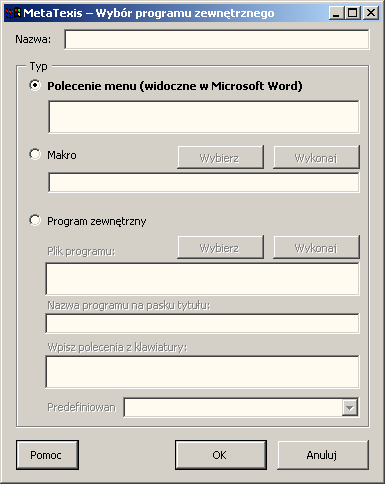 MetaTexis – Wybór programu zewnętrznego
Nazwa:
Typ
Polecenie menu (widoczne w Microsoft Word)
Makro Wybierz Wykonaj
Program zewnętrzny
Plik programu: Wybierz Wykonaj
Nazwa programu na pasku tytułu:
Wpisz polecenia z klawiatury:
Predefiniowan
Pomoc OK Anuluj